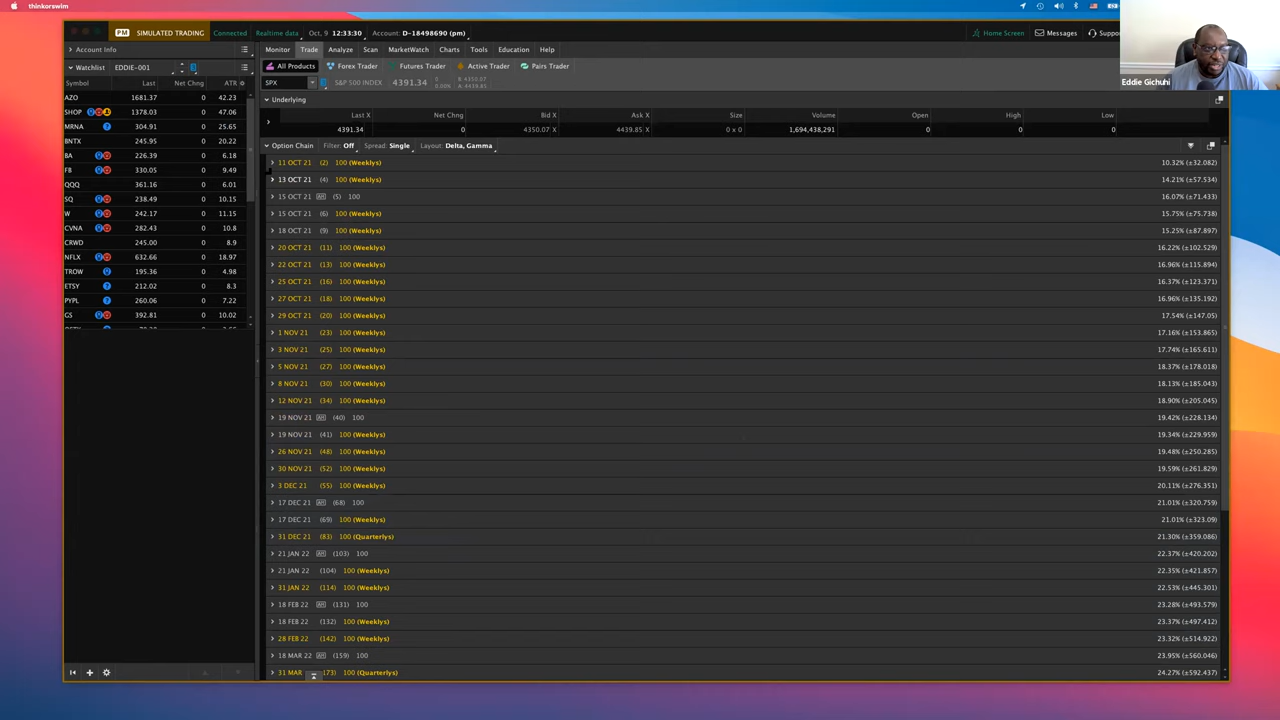 thinkorswim
PM SIMULATED TRADING Connected Realtime data Oct, 9 12:33:30 Account: D-18498690 (pm) Home Screen Messages Suppo
Eddie Gichuhi
Account Info Monitor Trade Analyze Scan MarketWatch Charts Tools Education Help
Watchlist EDDIE-001 All Products Forex Trader Futures Trader Active Trader Pairs Trader
Symbol Last Net Chng ATR
SPX S&P 500 INDEX 4391.34 0 0.00% B: 4350.07 A: 4439.85
Underlying
Last X Net Chng Bid X Ask X Size Volume Open High Low
4391.34 0 4350.07 X 4439.85 X 0 x 0 1,694,438,291 0 0 0
Option Chain Filter: Off Spread: Single Layout: Delta, Gamma
AZO 1681.37 0 42.23
SHOP 1378.03 0 47.06
MRNA 304.91 0 25.65
BNTX 245.95 0 20.22
BA 226.39 0 6.18
FB 330.05 0 9.49
QQQ 361.16 0 6.01
SQ 238.49 0 10.15
W 242.17 0 11.15
CVNA 282.43 0 10.8
CRWD 245.00 0 8.9
NFLX 632.66 0 18.97
TROW 195.36 0 4.98
ETSY 212.02 0 8.3
PYPL 260.06 0 7.22
GS 392.81 0 10.02
11 OCT 21 (2) 100 (Weeklys) 10.32% (±32.082)
13 OCT 21 (4) 100 (Weeklys) 14.21% (±57.534)
15 OCT 21 AM (5) 100 16.07% (±71.433)
15 OCT 21 (6) 100 (Weeklys) 15.75% (±75.738)
18 OCT 21 (9) 100 (Weeklys) 15.25% (±87.897)
20 OCT 21 (11) 100 (Weeklys) 16.22% (±102.529)
22 OCT 21 (13) 100 (Weeklys) 16.96% (±115.894)
25 OCT 21 (16) 100 (Weeklys) 16.37% (±123.371)
27 OCT 21 (18) 100 (Weeklys) 16.96% (±135.192)
29 OCT 21 (20) 100 (Weeklys) 17.54% (±147.05)
1 NOV 21 (23) 100 (Weeklys) 17.16% (±153.865)
3 NOV 21 (25) 100 (Weeklys) 17.74% (±165.611)
5 NOV 21 (27) 100 (Weeklys) 18.37% (±178.018)
8 NOV 21 (30) 100 (Weeklys) 18.13% (±185.043)
12 NOV 21 (34) 100 (Weeklys) 18.90% (±205.045)
19 NOV 21 AM (40) 100 19.42% (±228.134)
19 NOV 21 (41) 100 (Weeklys) 19.34% (±229.959)
26 NOV 21 (48) 100 (Weeklys) 19.48% (±250.285)
30 NOV 21 (52) 100 (Weeklys) 19.59% (±261.829)
3 DEC 21 (55) 100 (Weeklys) 20.11% (±276.351)
17 DEC 21 AM (68) 100 21.01% (±320.759)
17 DEC 21 (69) 100 (Weeklys) 21.01% (±323.09)
31 DEC 21 (83) 100 (Quarterlys) 21.30% (±359.086)
21 JAN 22 AM (103) 100 22.37% (±420.202)
21 JAN 22 (104) 100 (Weeklys) 22.35% (±421.857)
31 JAN 22 (114) 100 (Weeklys) 22.53% (±445.301)
18 FEB 22 AM (131) 100 23.28% (±493.579)
18 FEB 22 (132) 100 (Weeklys) 23.37% (±497.412)
28 FEB 22 (142) 100 (Weeklys) 23.32% (±514.922)
18 MAR 22 AM (159) 100 23.95% (±560.046)
31 MAR 173) 100 (Quarterlys) 24.27% (±592.437)